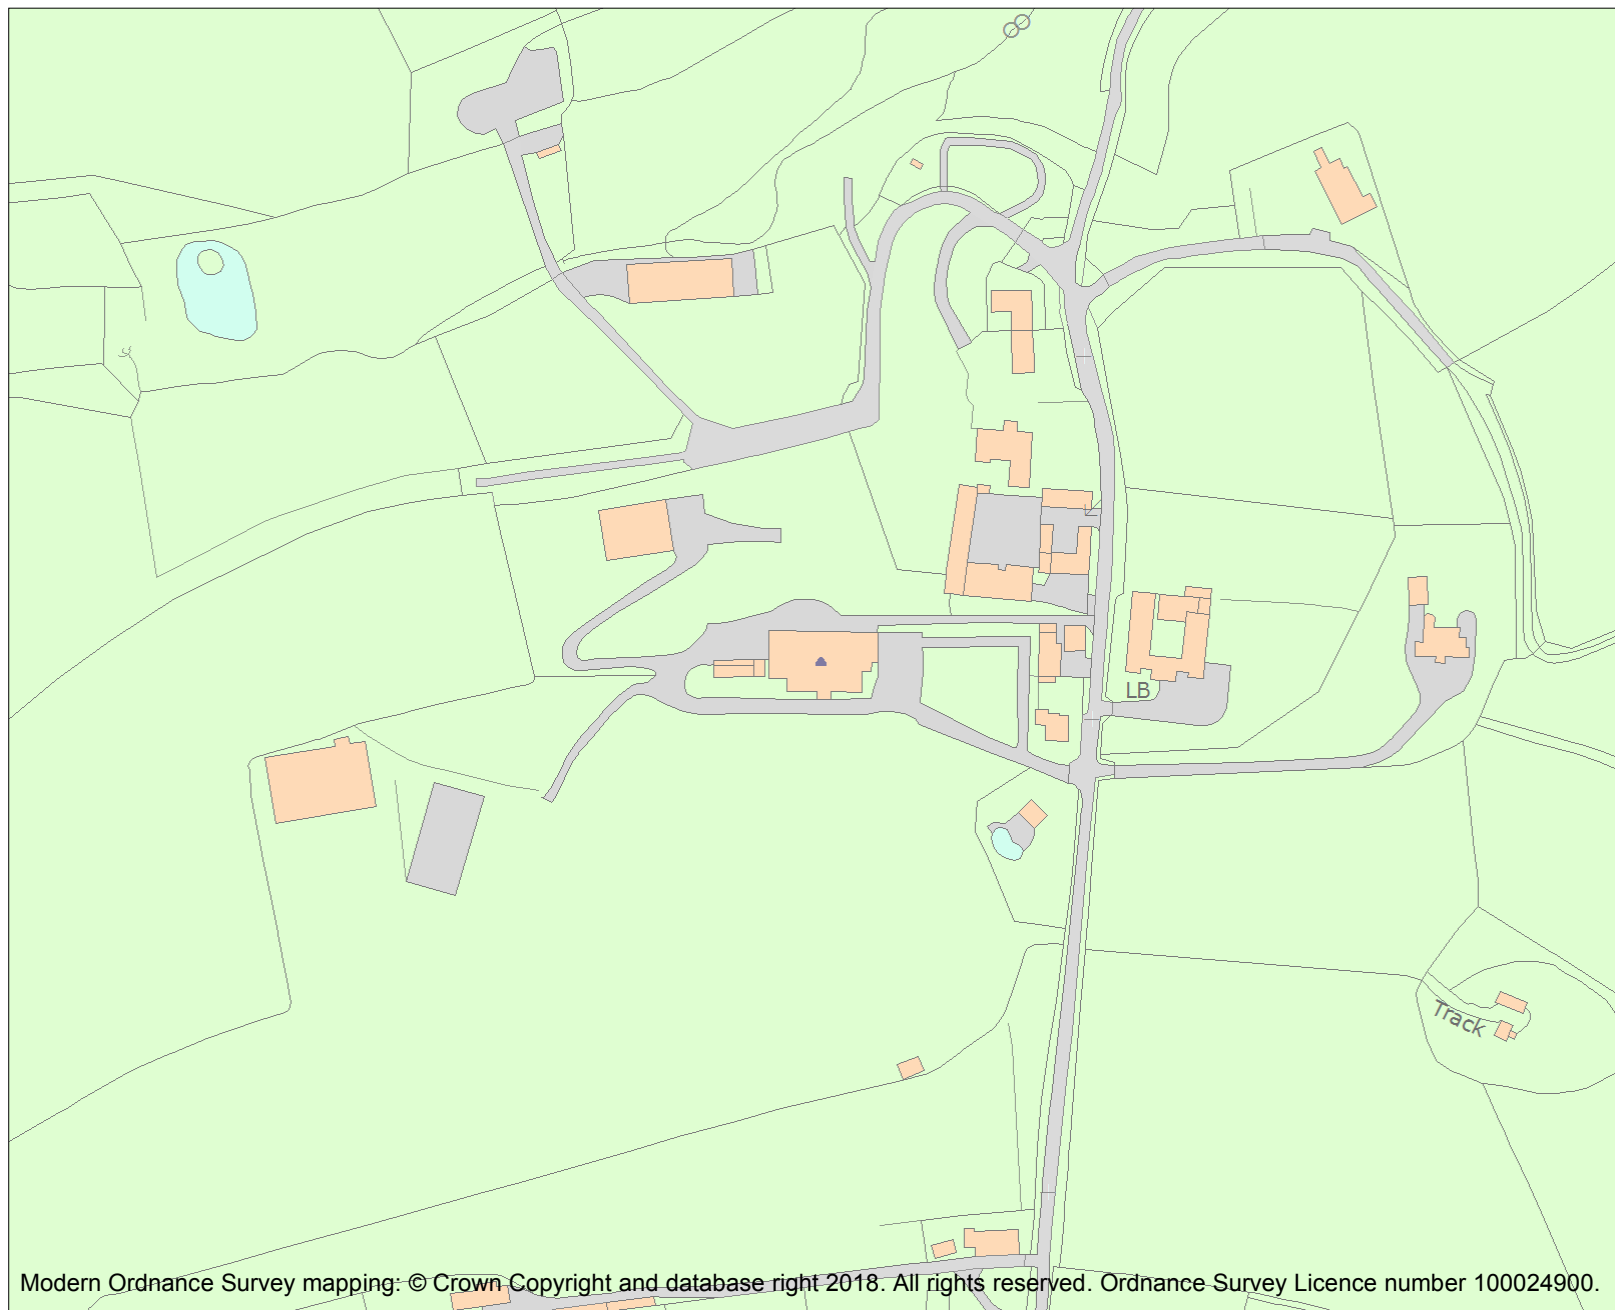 LB
Track
Modern Ordnance Survey mapping: © Crown Copyright and database right 2018. All rights reserved. Ordnance Survey Licence number 100024900.